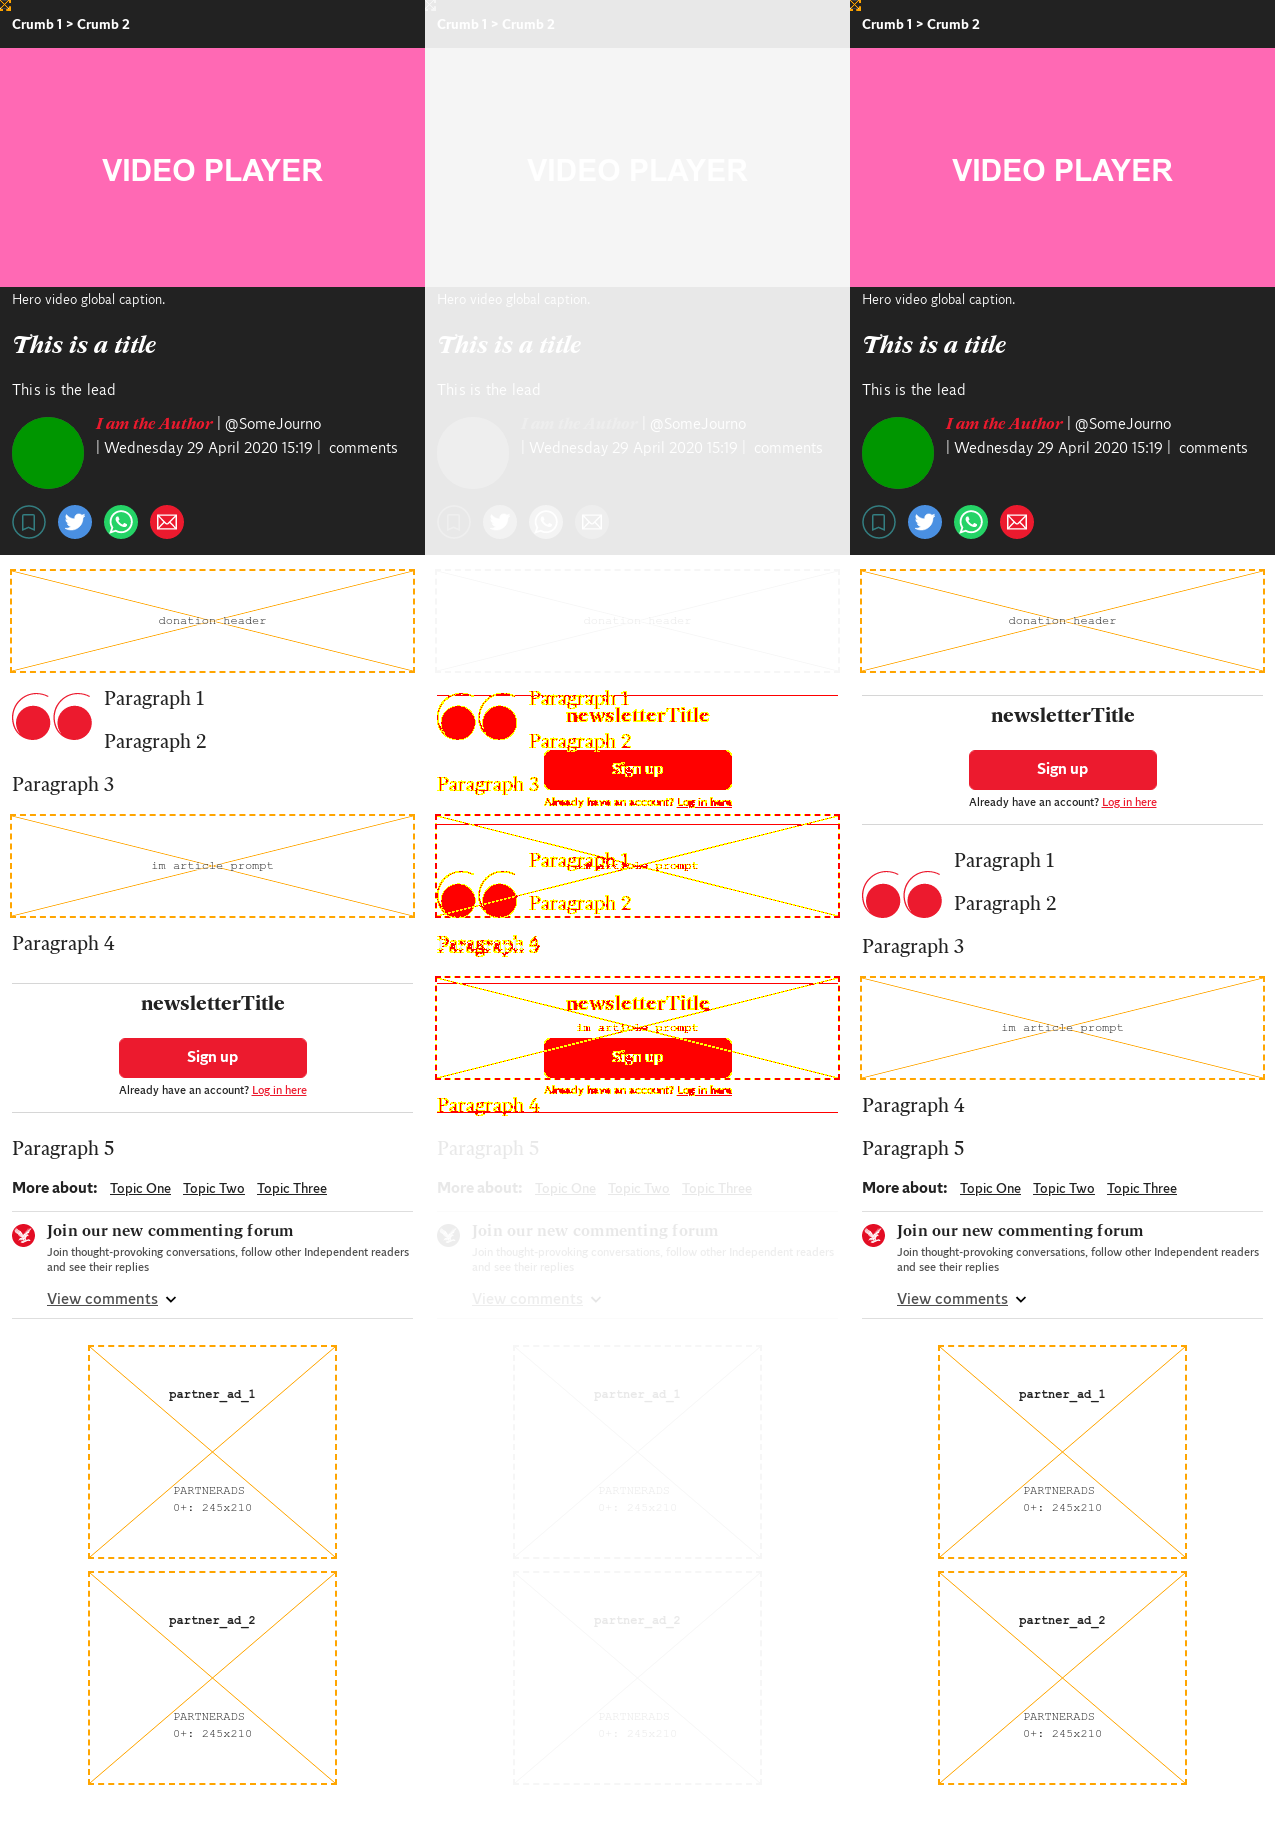 Crumb 1 > Crumb 2
VIDEO PLAYER
Hero video global caption.
This is a title
This is the lead
I am the Author | @SomeJourno
| Wednesday 29 April 2020 15:19 | comments
donation header
Paragraph 1
Paragraph 2
Paragraph 3
im article prompt
Paragraph 4
newsletterTitle
Sign up
Already have an account? Log in here
Paragraph 5
More about: Topic One Topic Two Topic Three
Join our new commenting forum
Join thought-provoking conversations, follow other Independent readers
and see their replies
View comments
partner_ad_1
PARTNERADS
0+: 245x210
partner_ad_2
PARTNERADS
0+: 245x210
Crumb 1 > Crumb 2
VIDEO PLAYER
Hero video global caption.
This is a title
This is the lead
I am the Author | @SomeJourno
| Wednesday 29 April 2020 15:19 | comments
donation header
Paragraph 1
newsletterTitle
Paragraph 2
Sign up
Paragraph 3
Already have an account? Log in here
Paragraph 1
im article prompt
Paragraph 2
Paragraph 4
newsletterTitle
im article prompt
Sign up
Already have an account? Log in here
Paragraph 4
Paragraph 5
More about: Topic One Topic Two Topic Three
Join our new commenting forum
Join thought-provoking conversations, follow other Independent readers
and see their replies
View comments
partner_ad_1
PARTNERADS
0+: 245x210
partner_ad_2
PARTNERADS
0+: 245x210
Crumb 1 > Crumb 2
VIDEO PLAYER
Hero video global caption.
This is a title
This is the lead
I am the Author | @SomeJourno
| Wednesday 29 April 2020 15:19 | comments
donation header
newsletterTitle
Sign up
Already have an account? Log in here
Paragraph 1
Paragraph 2
Paragraph 3
im article prompt
Paragraph 4
Paragraph 5
More about: Topic One Topic Two Topic Three
Join our new commenting forum
Join thought-provoking conversations, follow other Independent readers
and see their replies
View comments
partner_ad_1
PARTNERADS
0+: 245x210
partner_ad_2
PARTNERADS
0+: 245x210